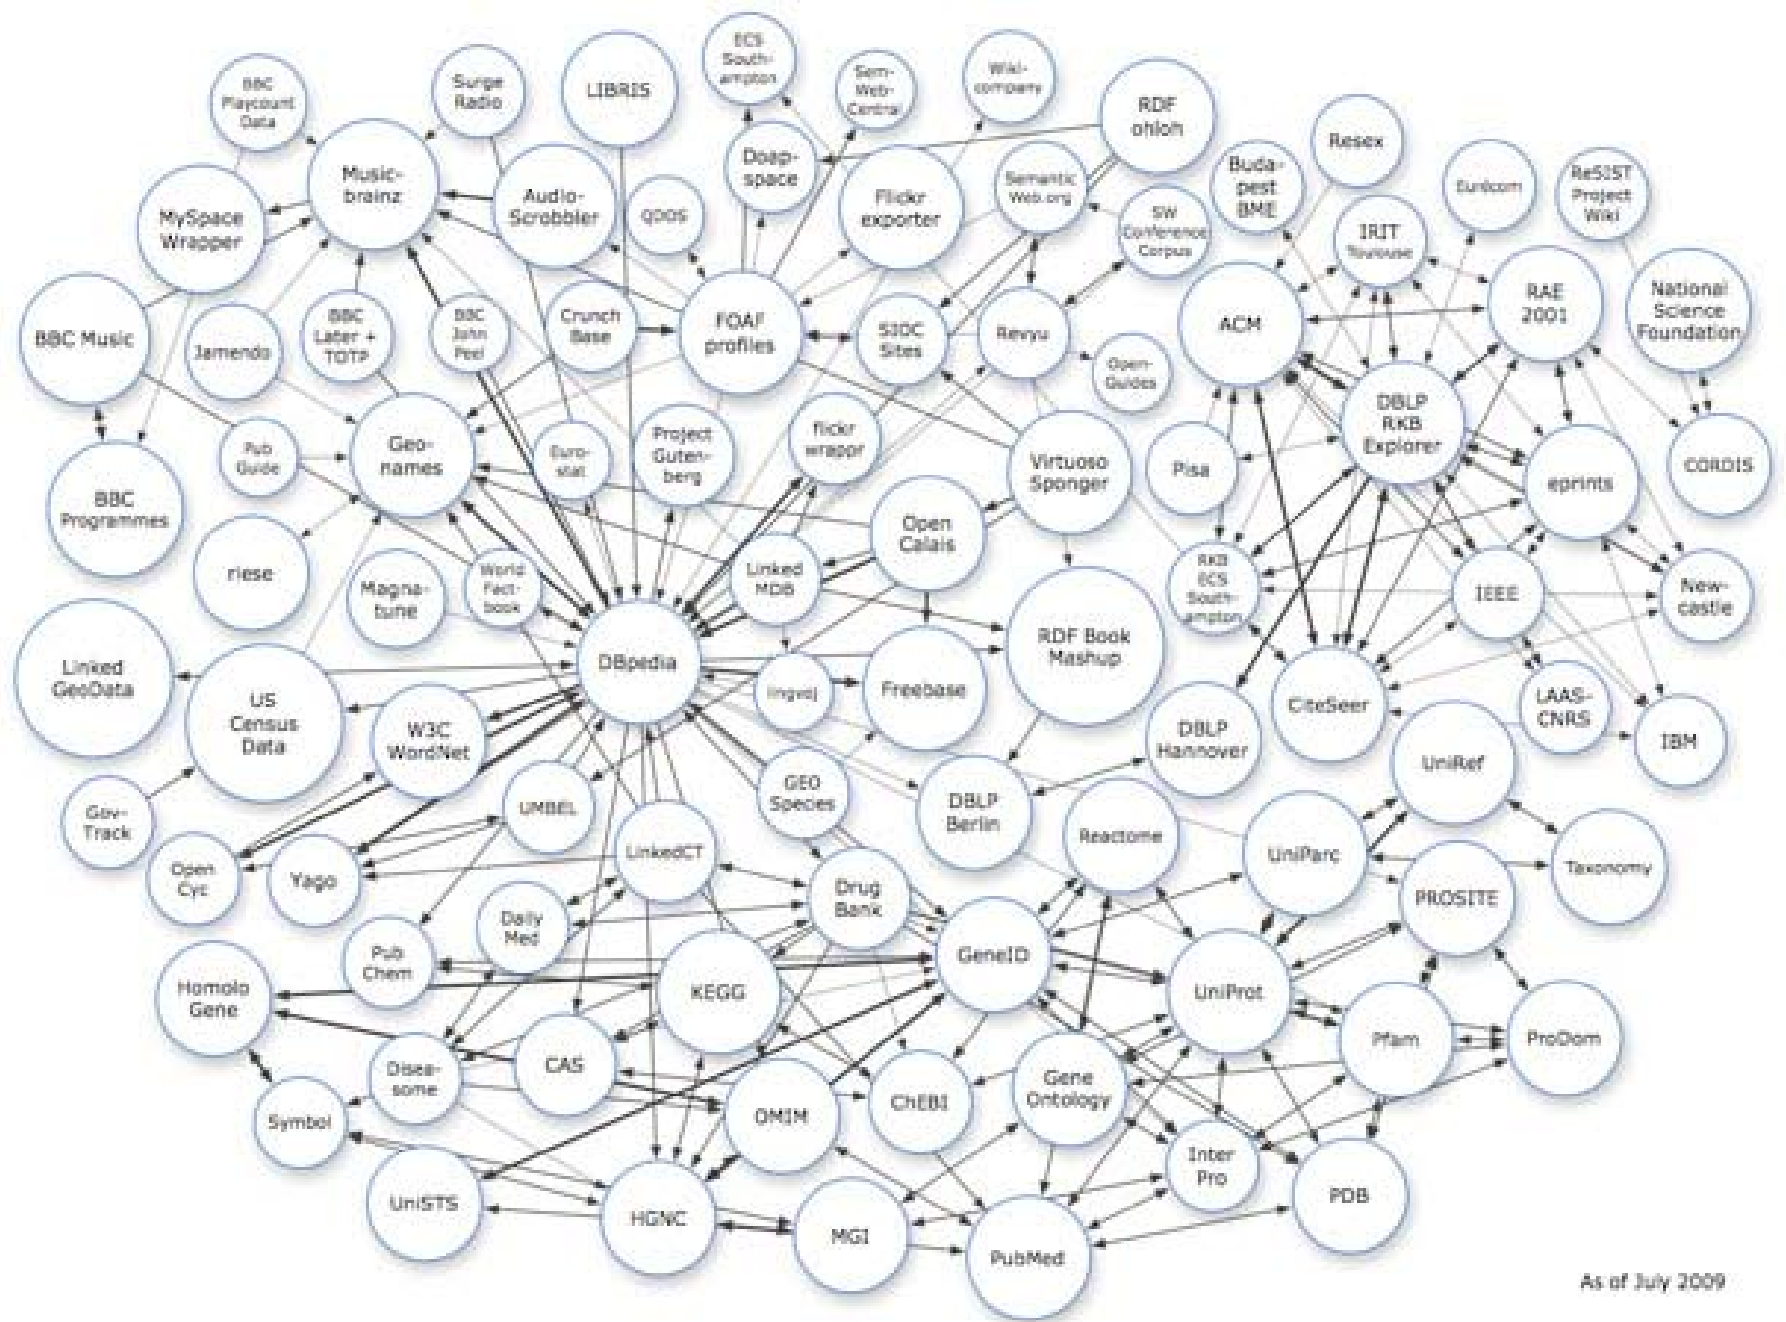 BBC
Playcount
Data
Surge
Radio
LIBRIS
ECS
South-
ampton
Sem-
Web-
Central
Wiki-
company
RDF
ohloh
Resex
Music-
brainz
Audio-
Scrobbler
QDOS
Doap-
space
Flickr
exporter
Semantic
Web.org
SW
Conference
Corpus
Buda-
pest
BME
IRIT
Toulouse
Eurécom
ReSIST
Project
Wiki
MySpace
Wrapper
BBC Music
Jamendo
BBC
Later +
TOTP
BBC
John
Peel
Crunch
Base
FOAF
profiles
SIOC
Sites
Revyu
Open-
Guides
ACM
RAE
2001
National
Science
Foundation
DBLP
RKB
Explorer
Pub
Guide
Geo-
names
Euro-
stat
Project
Guten-
berg
flickr
wrappr
Virtuoso
Sponger
Pisa
eprints
CORDIS
BBC
Programmes
riese
Magna-
tune
World
Fact-
book
Linked
MDB
Open
Calais
RKB
ECS
South-
ampton
IEEE
New-
castle
Linked
GeoData
US
Census
Data
W3C
WordNet
DBpedia
lingvoj
Freebase
RDF Book
Mashup
DBLP
Hannover
CiteSeer
LAAS-
CNRS
IBM
Gov-
Track
Open
Cyc
Yago
UMBEL
LinkedCT
GEO
Species
DBLP
Berlin
Reactome
UniParc
UniRef
Taxonomy
PROSITE
Daily
Med
Drug
Bank
Pub
Chem
Homolo
Gene
KEGG
GeneID
UniProt
Pfam
ProDom
Disea-
some
CAS
Symbol
OMIM
ChEBI
Gene
Ontology
Inter
Pro
PDB
UniSTS
HGNC
MGI
PubMed
As of July 2009